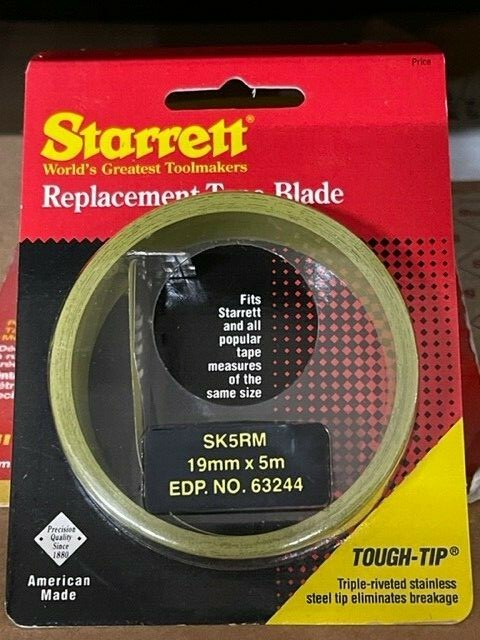 Price
Starrett®
World's Greatest Toolmakers
Replacement Tape Blade
Fits
Starrett
and all
popular
tape
measures
of the
same size
SK5RM
19mm x 5m
EDP. NO. 63244
Precision
Quality
Since
1880
American
Made
TOUGH-TIP®
Triple-riveted stainless
steel tip eliminates breakage